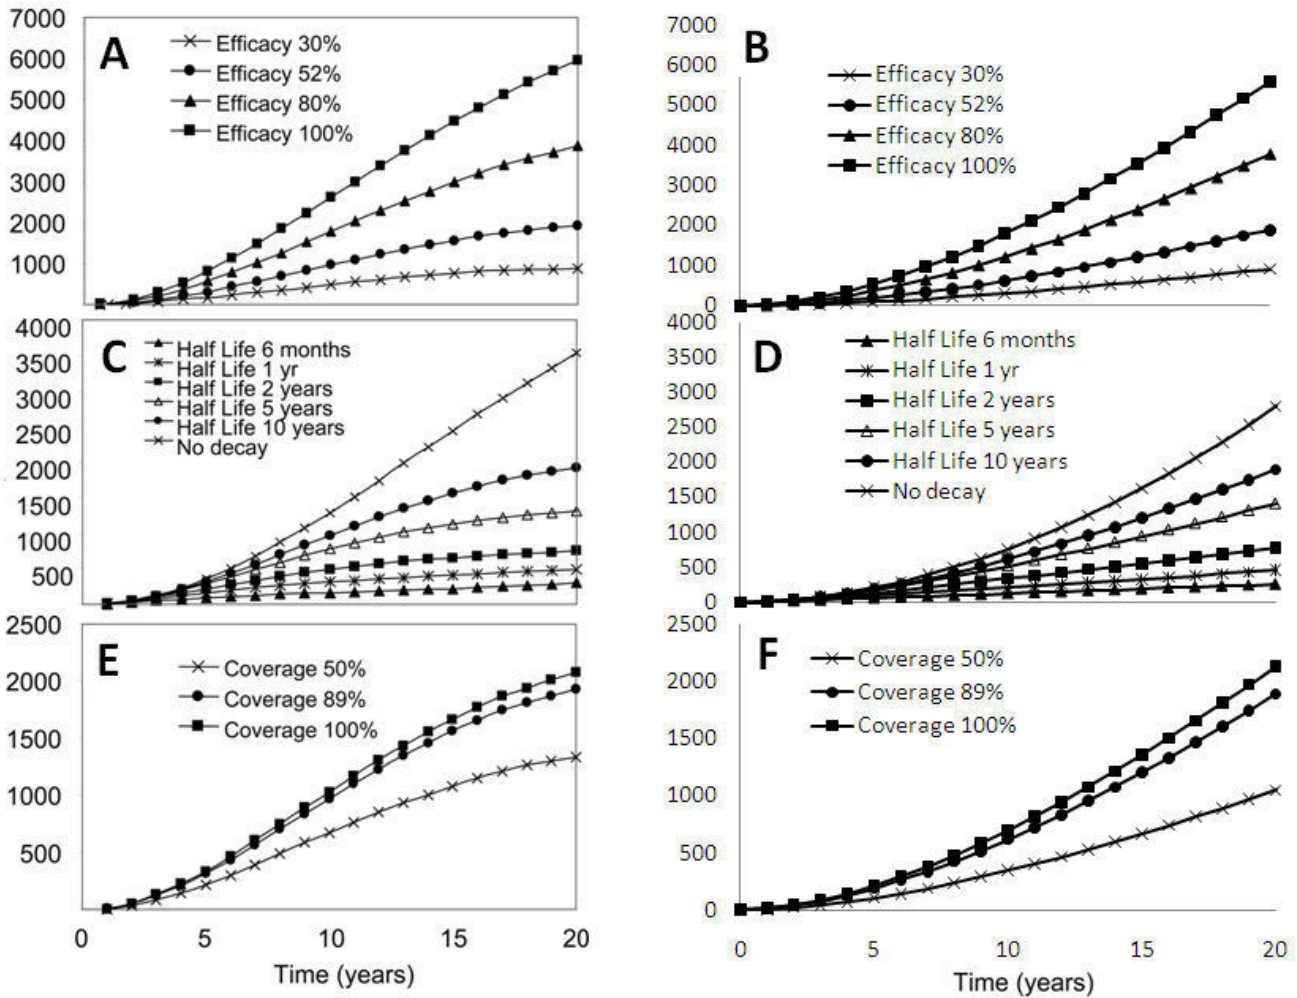 7000
6000
5000
4000
3000
2000
1000
A
Efficacy 30%
Efficacy 52%
Efficacy 80%
Efficacy 100%
7000
6000
5000
4000
3000
2000
1000
0
B
Efficacy 30%
Efficacy 52%
Efficacy 80%
Efficacy 100%
4000
3500
3000
2500
2000
1500
1000
500
C
Half Life 6 months
Half Life 1 yr
Half Life 2 years
Half Life 5 years
Half Life 10 years
No decay
4000
3500
3000
2500
2000
1500
1000
500
0
D
Half Life 6 months
Half Life 1 yr
Half Life 2 years
Half Life 5 years
Half Life 10 years
No decay
2500
2000
1500
1000
500
E
Coverage 50%
Coverage 89%
Coverage 100%
0 5 10 15 20
Time (years)
2500
2000
1500
1000
500
0
F
Coverage 50%
Coverage 89%
Coverage 100%
0 5 10 15 20
Time (years)